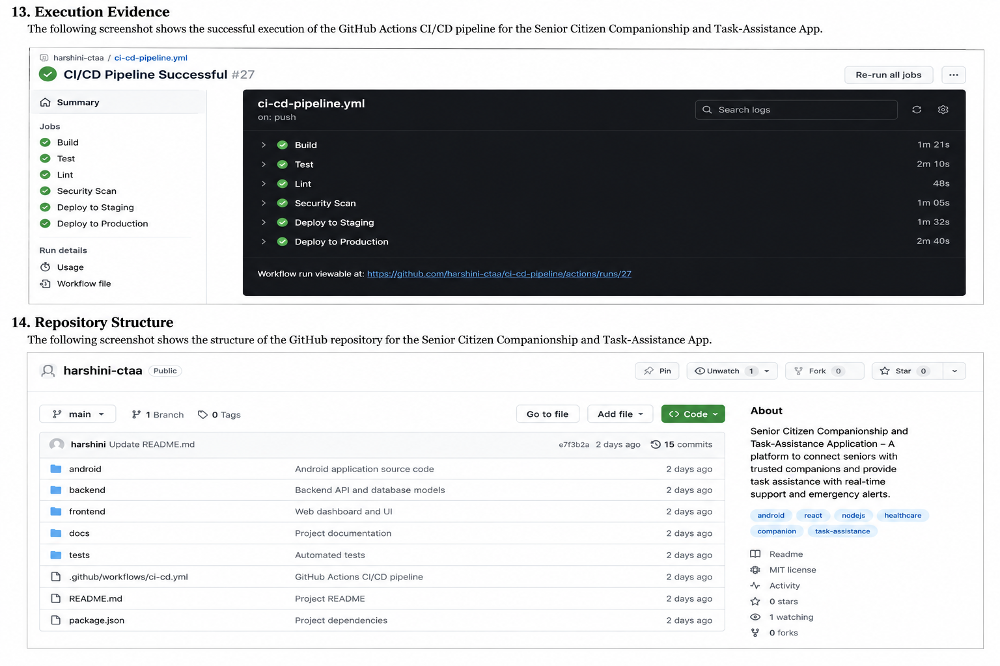 13. Execution Evidence
The following screenshot shows the successful execution of the GitHub Actions CI/CD pipeline for the Senior Citizen Companionship and Task-Assistance App.
harshini-ctaa / ci-cd-pipeline.yml
CI/CD Pipeline Successful #27
Re-run all jobs
Summary
Jobs
Build
Test
Lint
Security Scan
Deploy to Staging
Deploy to Production
Run details
Usage
Workflow file
ci-cd-pipeline.yml
on: push
Search logs
Build 1m 21s
Test 2m 10s
Lint 48s
Security Scan 1m 05s
Deploy to Staging 1m 32s
Deploy to Production 2m 40s
Workflow run viewable at: https://github.com/harshini-ctaa/ci-cd-pipeline/actions/runs/27
14. Repository Structure
The following screenshot shows the structure of the GitHub repository for the Senior Citizen Companionship and Task-Assistance App.
harshini-ctaa Public
Pin Unwatch 1 Fork 0 Star 0
main 1 Branch 0 Tags
Go to file Add file <> Code
harshini Update README.md e7f3b2a 2 days ago 15 commits
android Android application source code 2 days ago
backend Backend API and database models 2 days ago
frontend Web dashboard and UI 2 days ago
docs Project documentation 2 days ago
tests Automated tests 2 days ago
.github/workflows/ci-cd.yml GitHub Actions CI/CD pipeline 2 days ago
README.md Project README 2 days ago
package.json Project dependencies 2 days ago
About
Senior Citizen Companionship and
Task-Assistance Application – A
platform to connect seniors with
trusted companions and provide
task assistance with real-time
support and emergency alerts.
android react nodejs healthcare
companion task-assistance
Readme
MIT license
Activity
0 stars
1 watching
0 forks